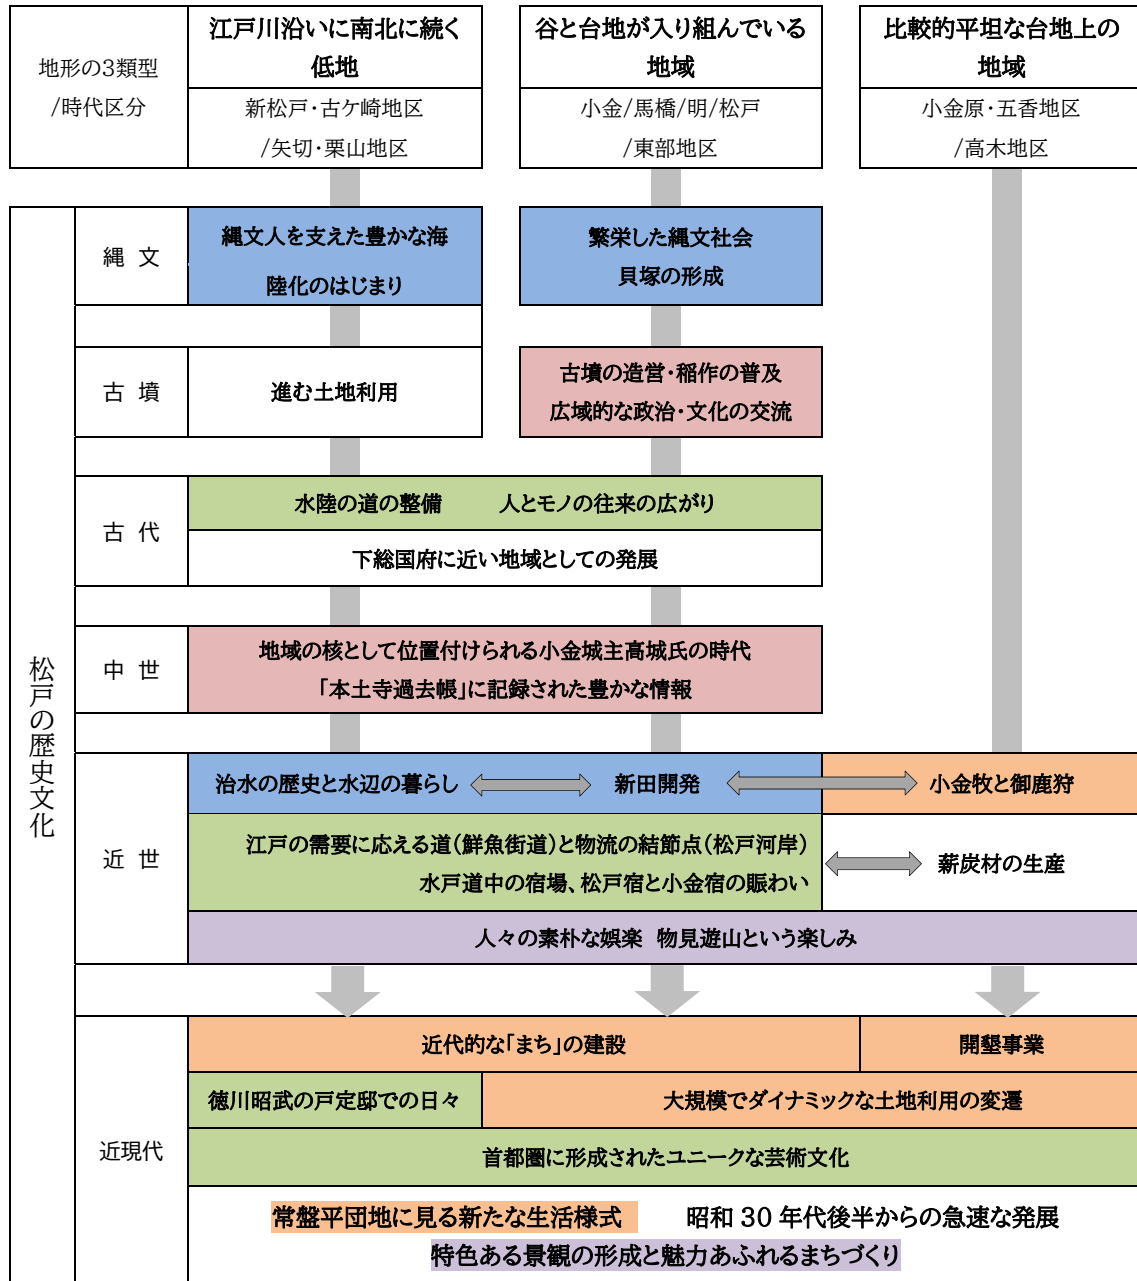 地形の3類型
/時代区分
江戸川沿いに南北に続く
低地
新松戸・古ケ崎地区
/矢切・栗山地区
谷と台地が入り組んでいる
地域
小金/馬橋/明/松戸
/東部地区
比較的平坦な台地上の
地域
小金原・五香地区
/高木地区
松戸の歴史文化
縄 文
縄文人を支えた豊かな海
陸化のはじまり
繁栄した縄文社会
貝塚の形成
古 墳
進む土地利用
古墳の造営・稲作の普及
広域的な政治・文化の交流
古 代
水陸の道の整備 人とモノの往来の広がり
下総国府に近い地域としての発展
中 世
地域の核として位置付けられる小金城主高城氏の時代
「本土寺過去帳」に記録された豊かな情報
近 世
治水の歴史と水辺の暮らし
新田開発
小金牧と御鹿狩
江戸の需要に応える道（鮮魚街道）と物流の結節点（松戸河岸）
水戸道中の宿場、松戸宿と小金宿の賑わい
薪炭材の生産
人々の素朴な娯楽 物見遊山という楽しみ
近現代
近代的な「まち」の建設
開墾事業
徳川昭武の戸定邸での日々
大規模でダイナミックな土地利用の変遷
首都圏に形成されたユニークな芸術文化
常盤平団地に見る新たな生活様式 昭和 30 年代後半からの急速な発展
特色ある景観の形成と魅力あふれるまちづくり